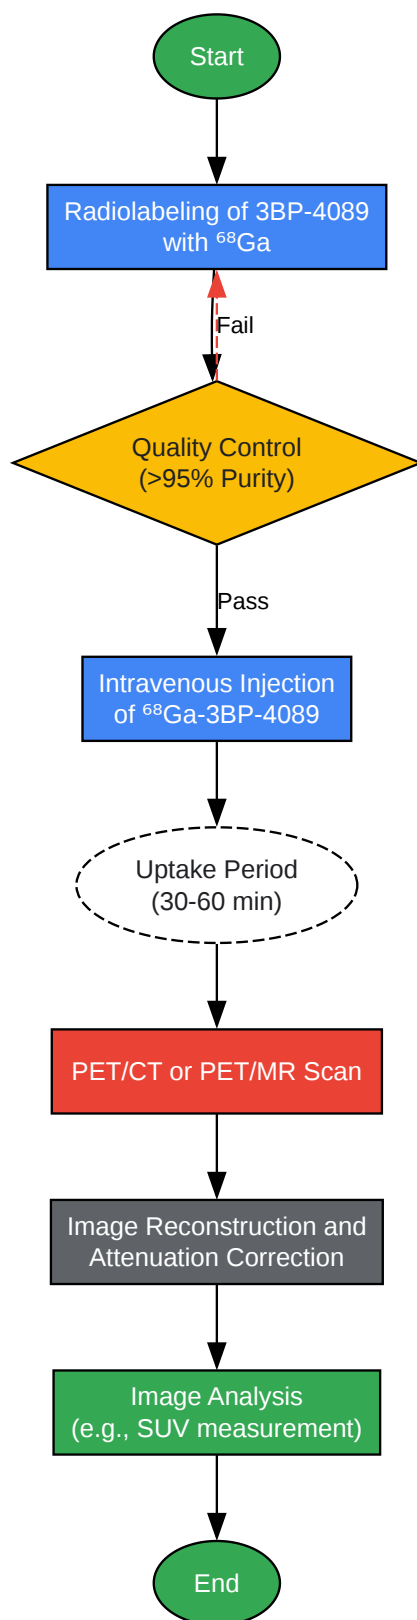 Start
Radiolabeling of 3BP-4089
with ⁶⁸Ga
Fail
Quality Control
(>95% Purity)
Pass
Intravenous Injection
of ⁶⁸Ga-3BP-4089
Uptake Period
(30-60 min)
PET/CT or PET/MR Scan
Image Reconstruction and
Attenuation Correction
Image Analysis
(e.g., SUV measurement)
End